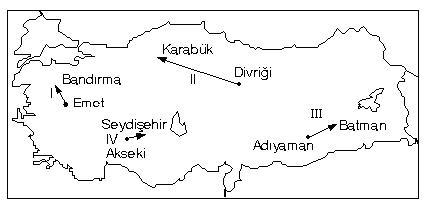 Karabük
Bandırma
Divriği
I
II
Emet
Seydişehir
III
Batman
IV
Adıyaman
Akseki